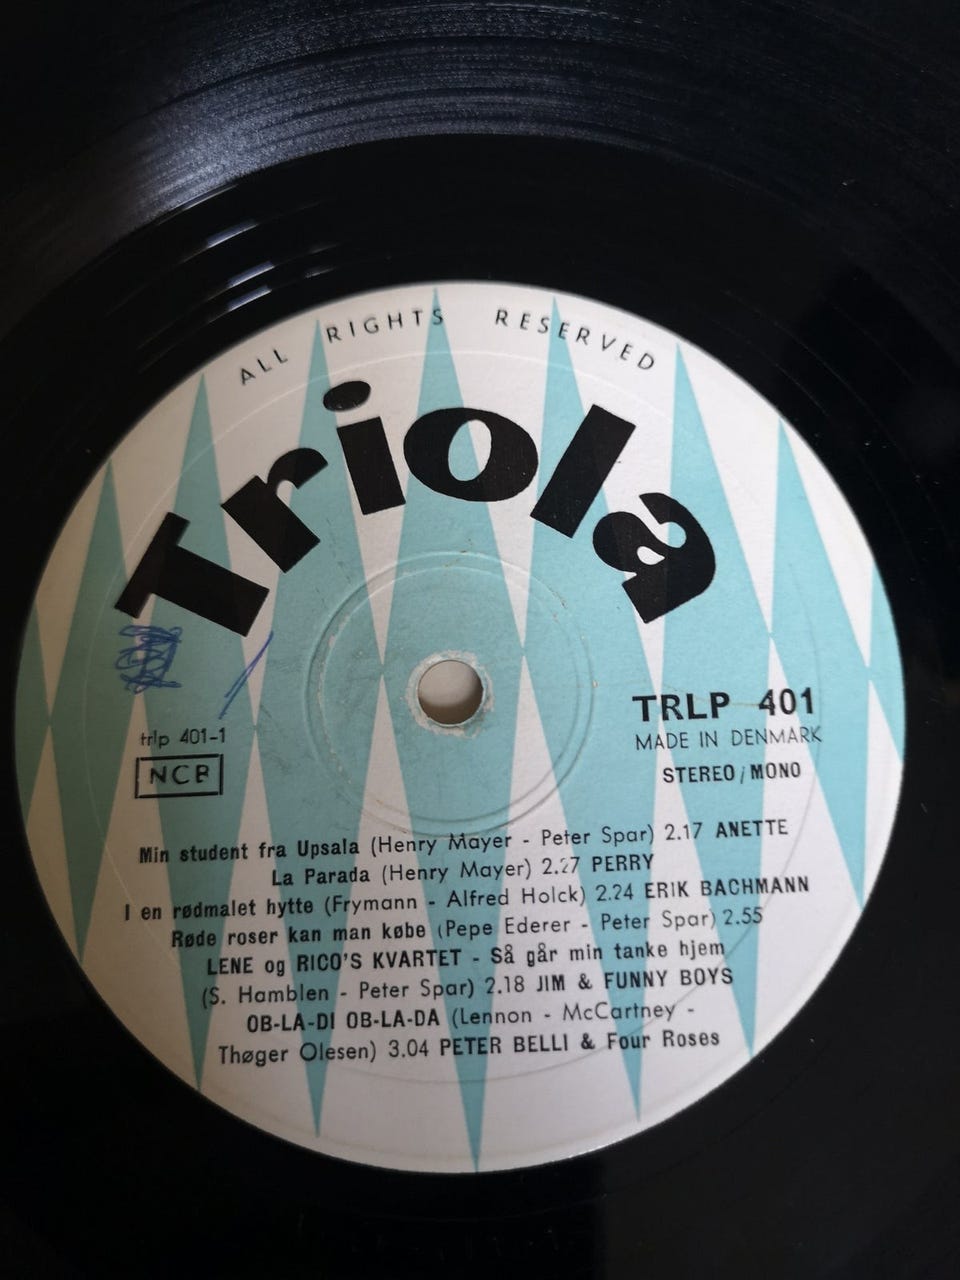 ALL RIGHTS RESERVED
Triola
TRLP 401
MADE IN DENMARK
STEREO/MONO
trlp 401-1
NCB
Min student fra Upsala (Henry Mayer - Peter Spar) 2.17 ANETTE
La Parada (Henry Mayer) 2.27 PERRY
I en rødmalet hytte (Frymann - Alfred Holck) 2.24 ERIK BACHMANN
Røde roser kan man købe (Pepe Ederer - Peter Spar) 2.55
LENE og RICO'S KVARTET - Så går min tanke hjem
(S. Hamblen - Peter Spar) 2.18 JIM & FUNNY BOYS
OB-LA-DI OB-LA-DA (Lennon - McCartney -
Thøger Olesen) 3.04 PETER BELLI & Four Roses